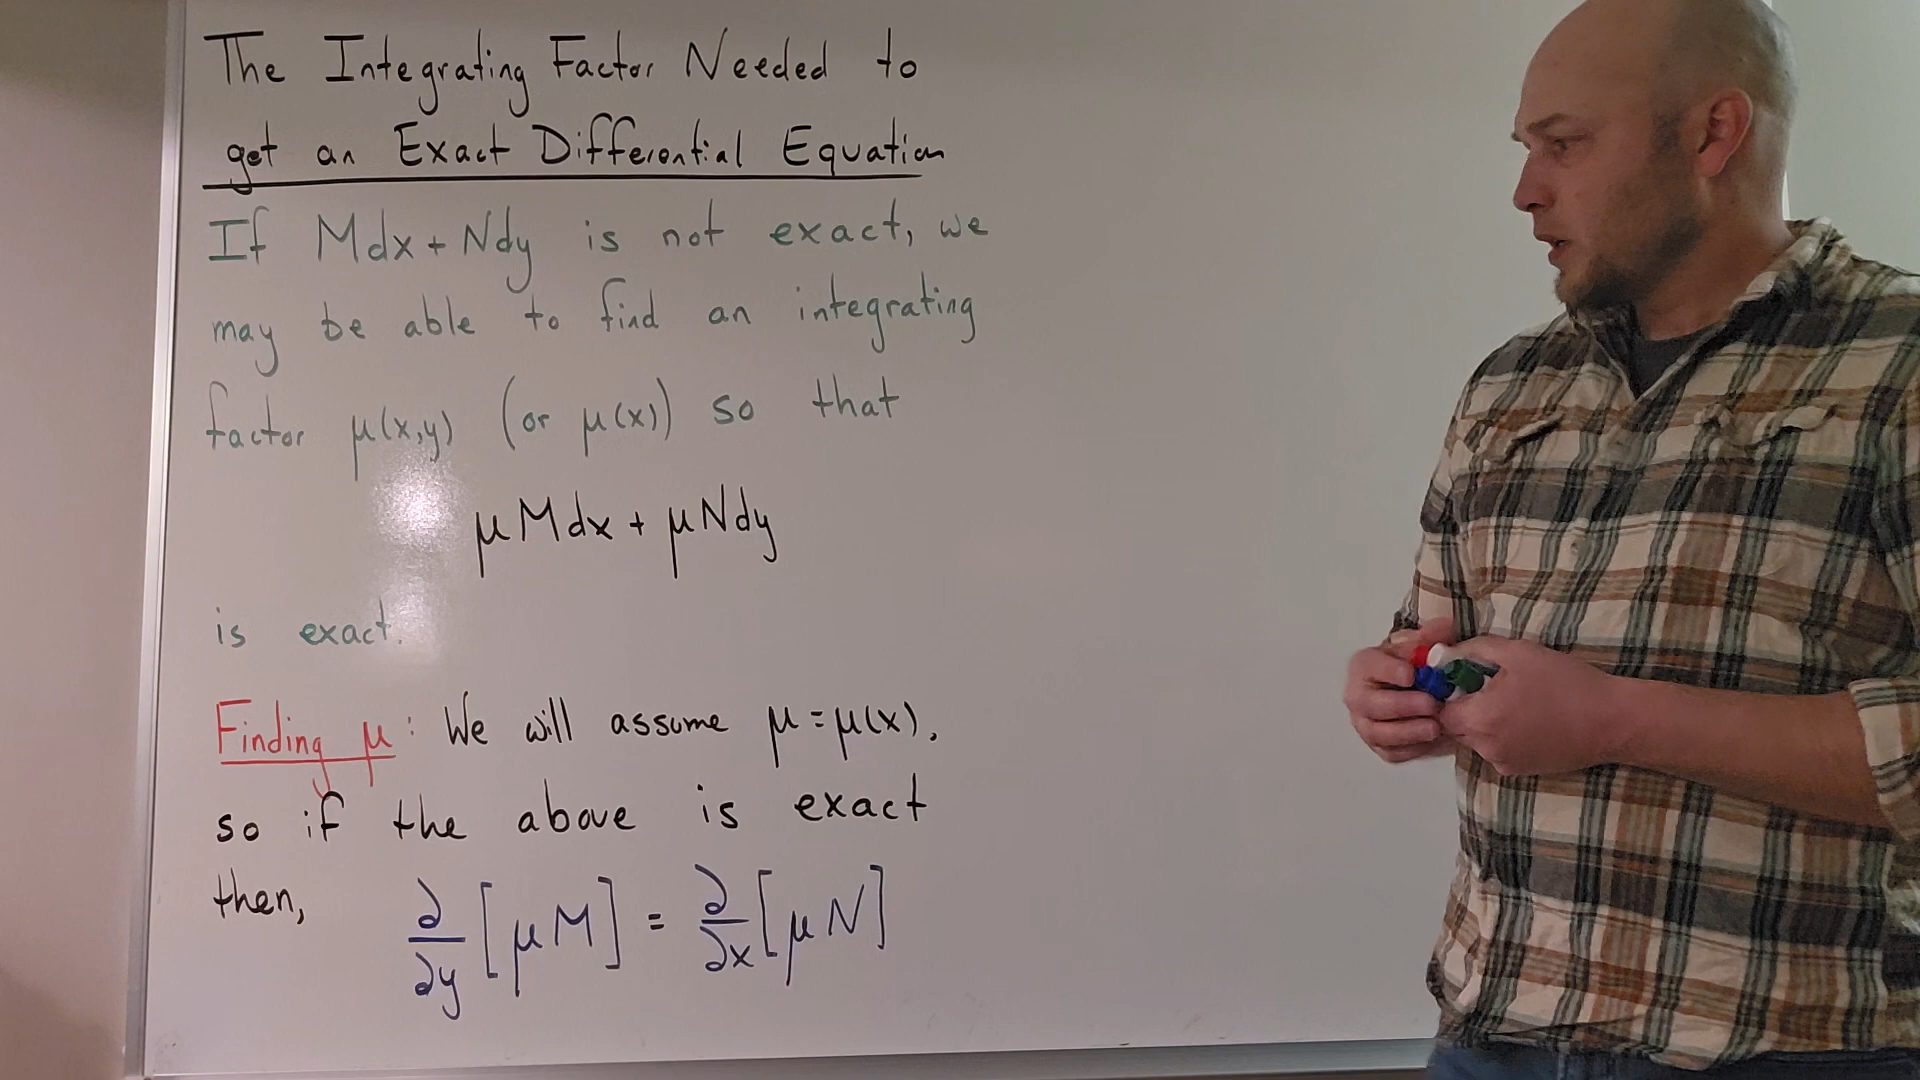 The Integrating Factor Needed to
get an Exact Differential Equation
If Mdx + Ndy is not exact, we
may be able to find an integrating
factor μ(x,y) (or μ(x)) so that
μMdx + μNdy
is exact.
Finding μ: We will assume μ=μ(x).
so if the above is exact
then, ∂/∂y [μM] = ∂/∂x [μN]